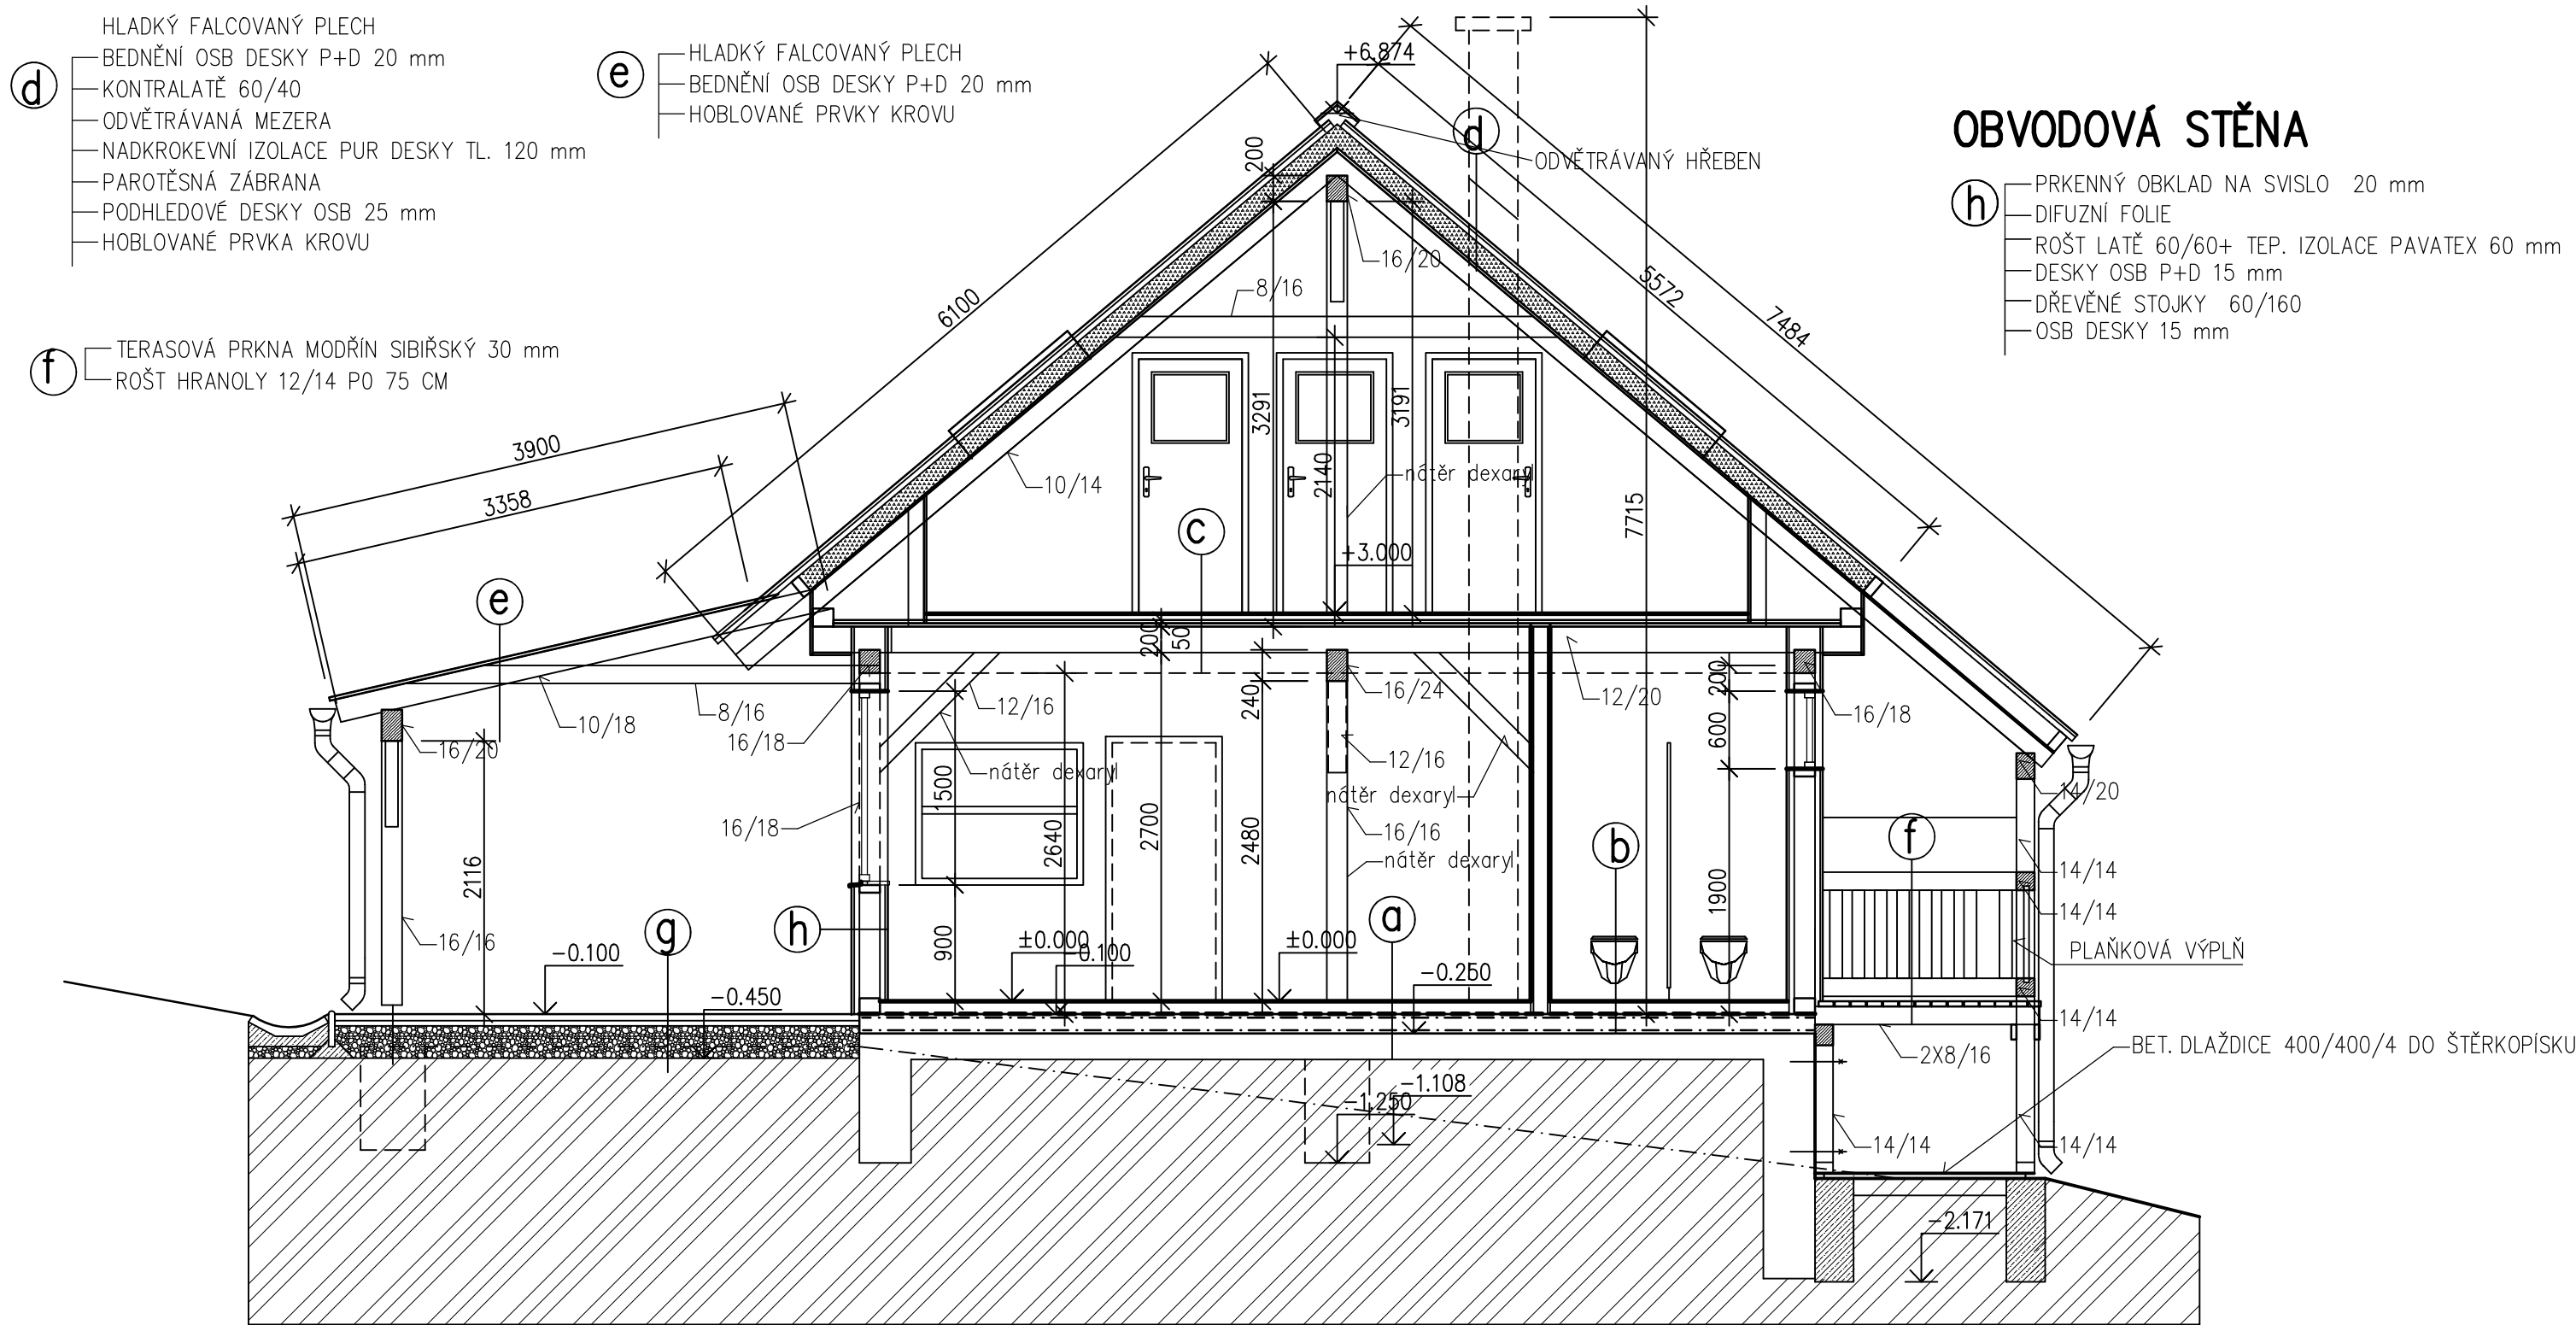 HLADKÝ FALCOVANÝ PLECH
d
BEDNĚNÍ OSB DESKY P+D 20 mm
KONTRALATĚ 60/40
ODVĚTRÁVANÁ MEZERA
NADKROKEVNÍ IZOLACE PUR DESKY TL. 120 mm
PAROTĚSNÁ ZÁBRANA
PODHLEDOVÉ DESKY OSB 25 mm
HOBLOVANÉ PRVKA KROVU
e
HLADKÝ FALCOVANÝ PLECH
BEDNĚNÍ OSB DESKY P+D 20 mm
HOBLOVANÉ PRVKY KROVU
f
TERASOVÁ PRKNA MODŘÍN SIBIŘSKÝ 30 mm
ROŠT HRANOLY 12/14 PO 75 CM
OBVODOVÁ STĚNA
h
PRKENNÝ OBKLAD NA SVISLO 20 mm
DIFUZNÍ FOLIE
ROŠT LATĚ 60/60+ TEP. IZOLACE PAVATEX 60 mm
DESKY OSB P+D 15 mm
DŘEVĚNÉ STOJKY 60/160
OSB DESKY 15 mm
+6.874
d
ODVĚTRÁVANÝ HŘEBEN
200
16/20
8/16
6100
5572
7484
3291
3191
2140
7715
10/14
nátěr dexaryl
c
+3.000
3900
3358
e
200
50
10/18
8/16
16/18
12/16
16/24
12/20
200
16/18
16/20
240
600
nátěr dexaryl
12/16
nátěr dexaryl
14/20
1500
16/18
2640
2700
2480
16/16
nátěr dexaryl
b
f
2116
14/14
1900
14/14
16/16
g
h
900
a
±0.000
±0.000
-0.100
-0.100
-0.250
-0.450
PLAŇKOVÁ VÝPLŇ
14/14
2X8/16
BET. DLAŽDICE 400/400/4 DO ŠTĚRKOPÍSKU
-1.108
-1.250
14/14
14/14
-2.171